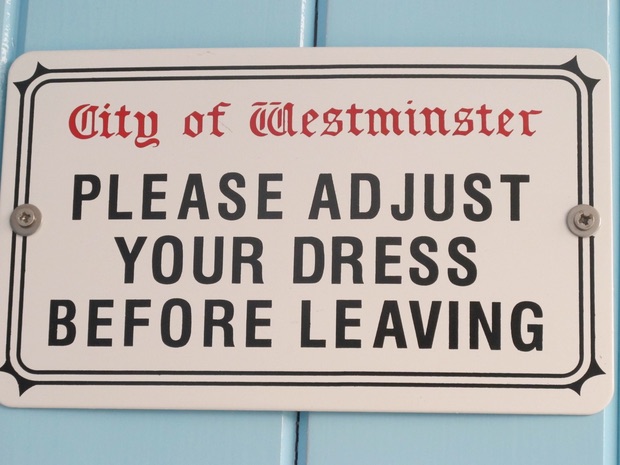 City of Westminster
PLEASE ADJUST
YOUR DRESS
BEFORE LEAVING